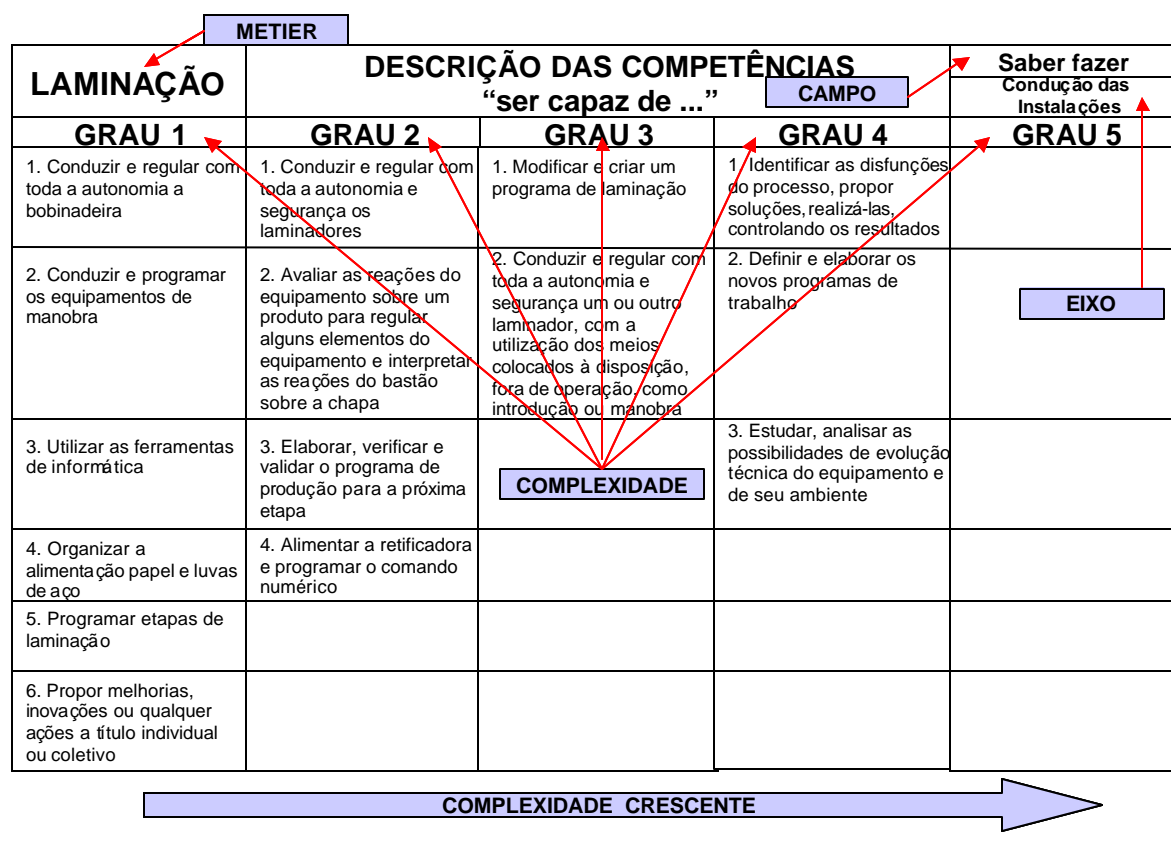 METIER
LAMINAÇÃO
DESCRIÇÃO DAS COMPETÊNCIAS
“ser capaz de ...”
CAMPO
Saber fazer
Condução das
Instalações
GRAU 1
GRAU 2
GRAU 3
GRAU 4
GRAU 5
1. Conduzir e regular com
toda a autonomia a
bobinadeira
1. Conduzir e regular com
toda a autonomia e
segurança os
laminadores
1. Modificar e criar um
programa de laminação
1. Identificar as disfunções
do processo, propor
soluções, realizá-las,
controlando os resultados
2. Conduzir e programar
os equipamentos de
manobra
2. Avaliar as reações do
equipamento sobre um
produto para regular
alguns elementos do
equipamento e interpretar
as reações do bastão
sobre a chapa
2. Conduzir e regular com
toda a autonomia e
segurança um ou outro
laminador, com a
utilização dos meios
colocados à disposição,
fora de operação, como
introdução ou manobra
2. Definir e elaborar os
novos programas de
trabalho
EIXO
3. Utilizar as ferramentas
de informática
3. Elaborar, verificar e
validar o programa de
produção para a próxima
etapa
COMPLEXIDADE
3. Estudar, analisar as
possibilidades de evolução
técnica do equipamento e
de seu ambiente
4. Organizar a
alimentação papel e luvas
de aço
4. Alimentar a retificadora
e programar o comando
numérico
5. Programar etapas de
laminação
6. Propor melhorias,
inovações ou qualquer
ações a título individual
ou coletivo
COMPLEXIDADE CRESCENTE